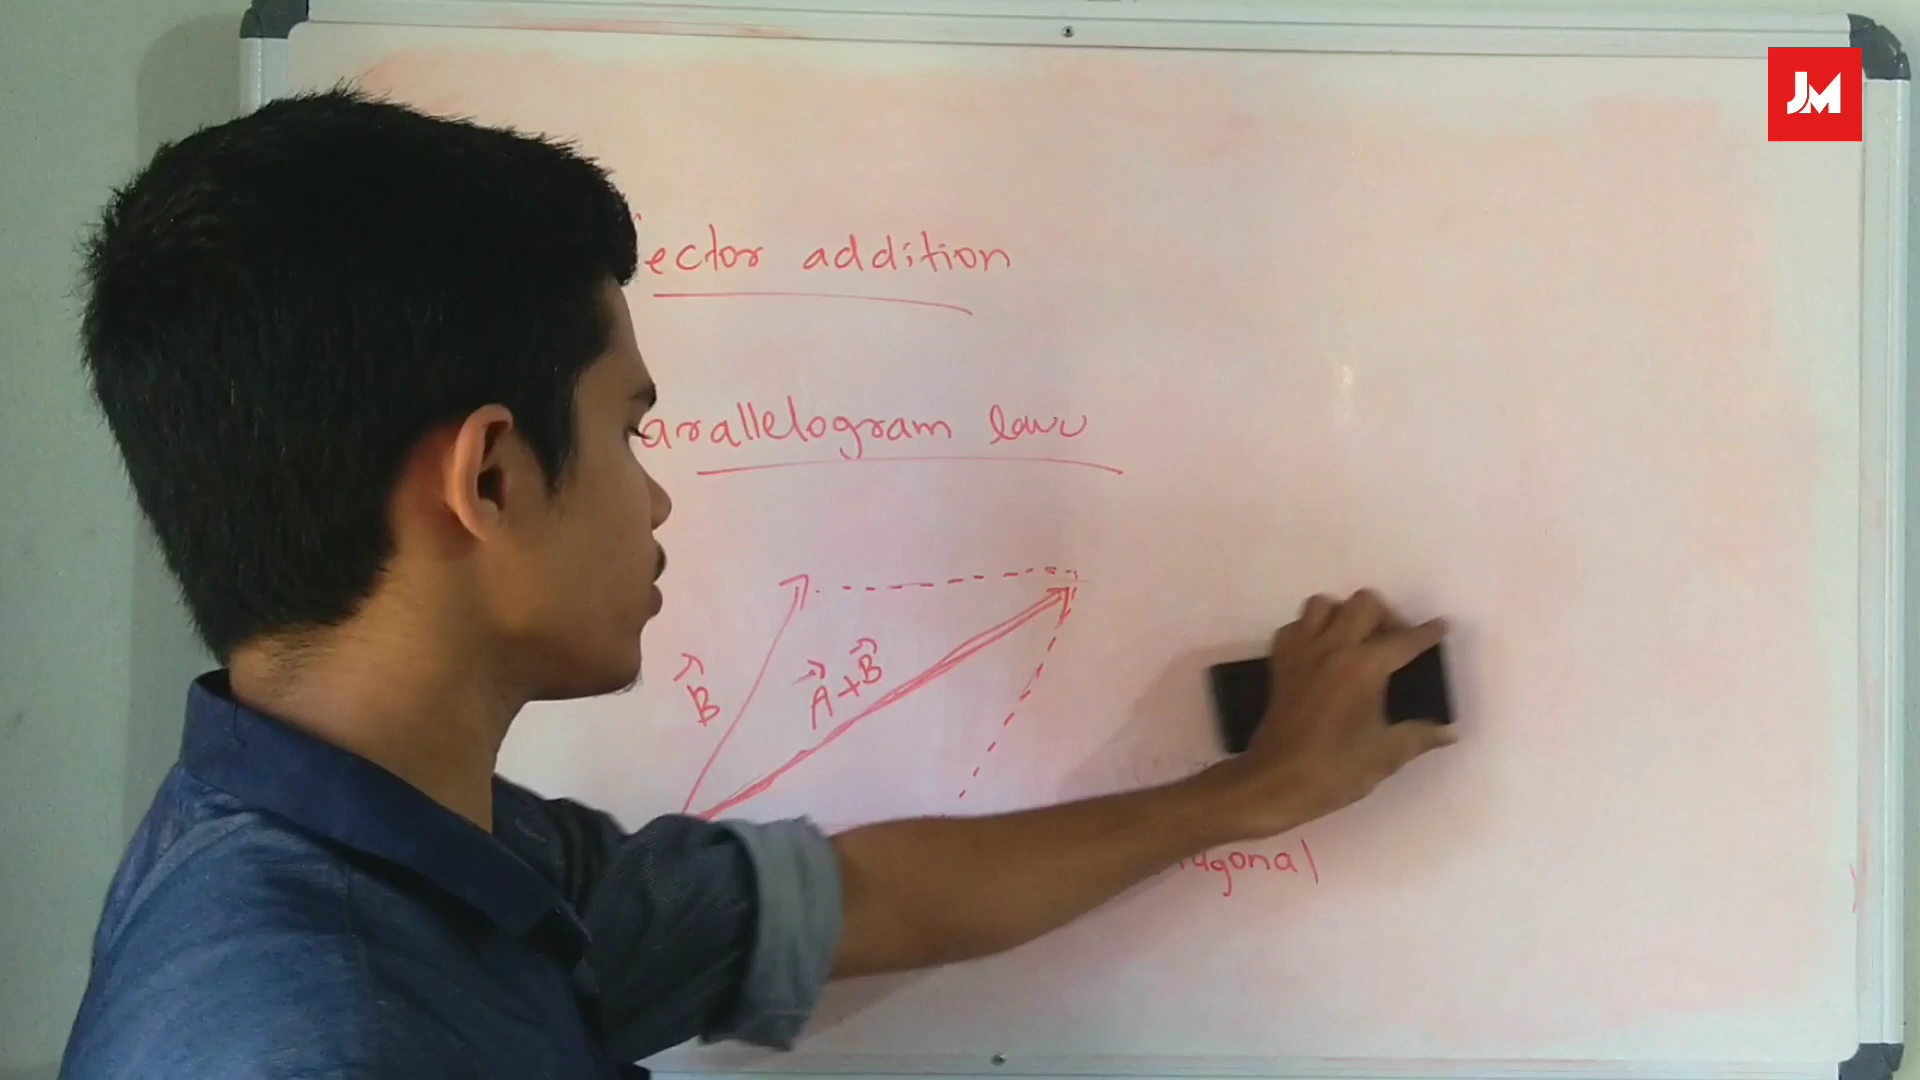 JM
ector addition
arallelogram law
B
A+B
agonal